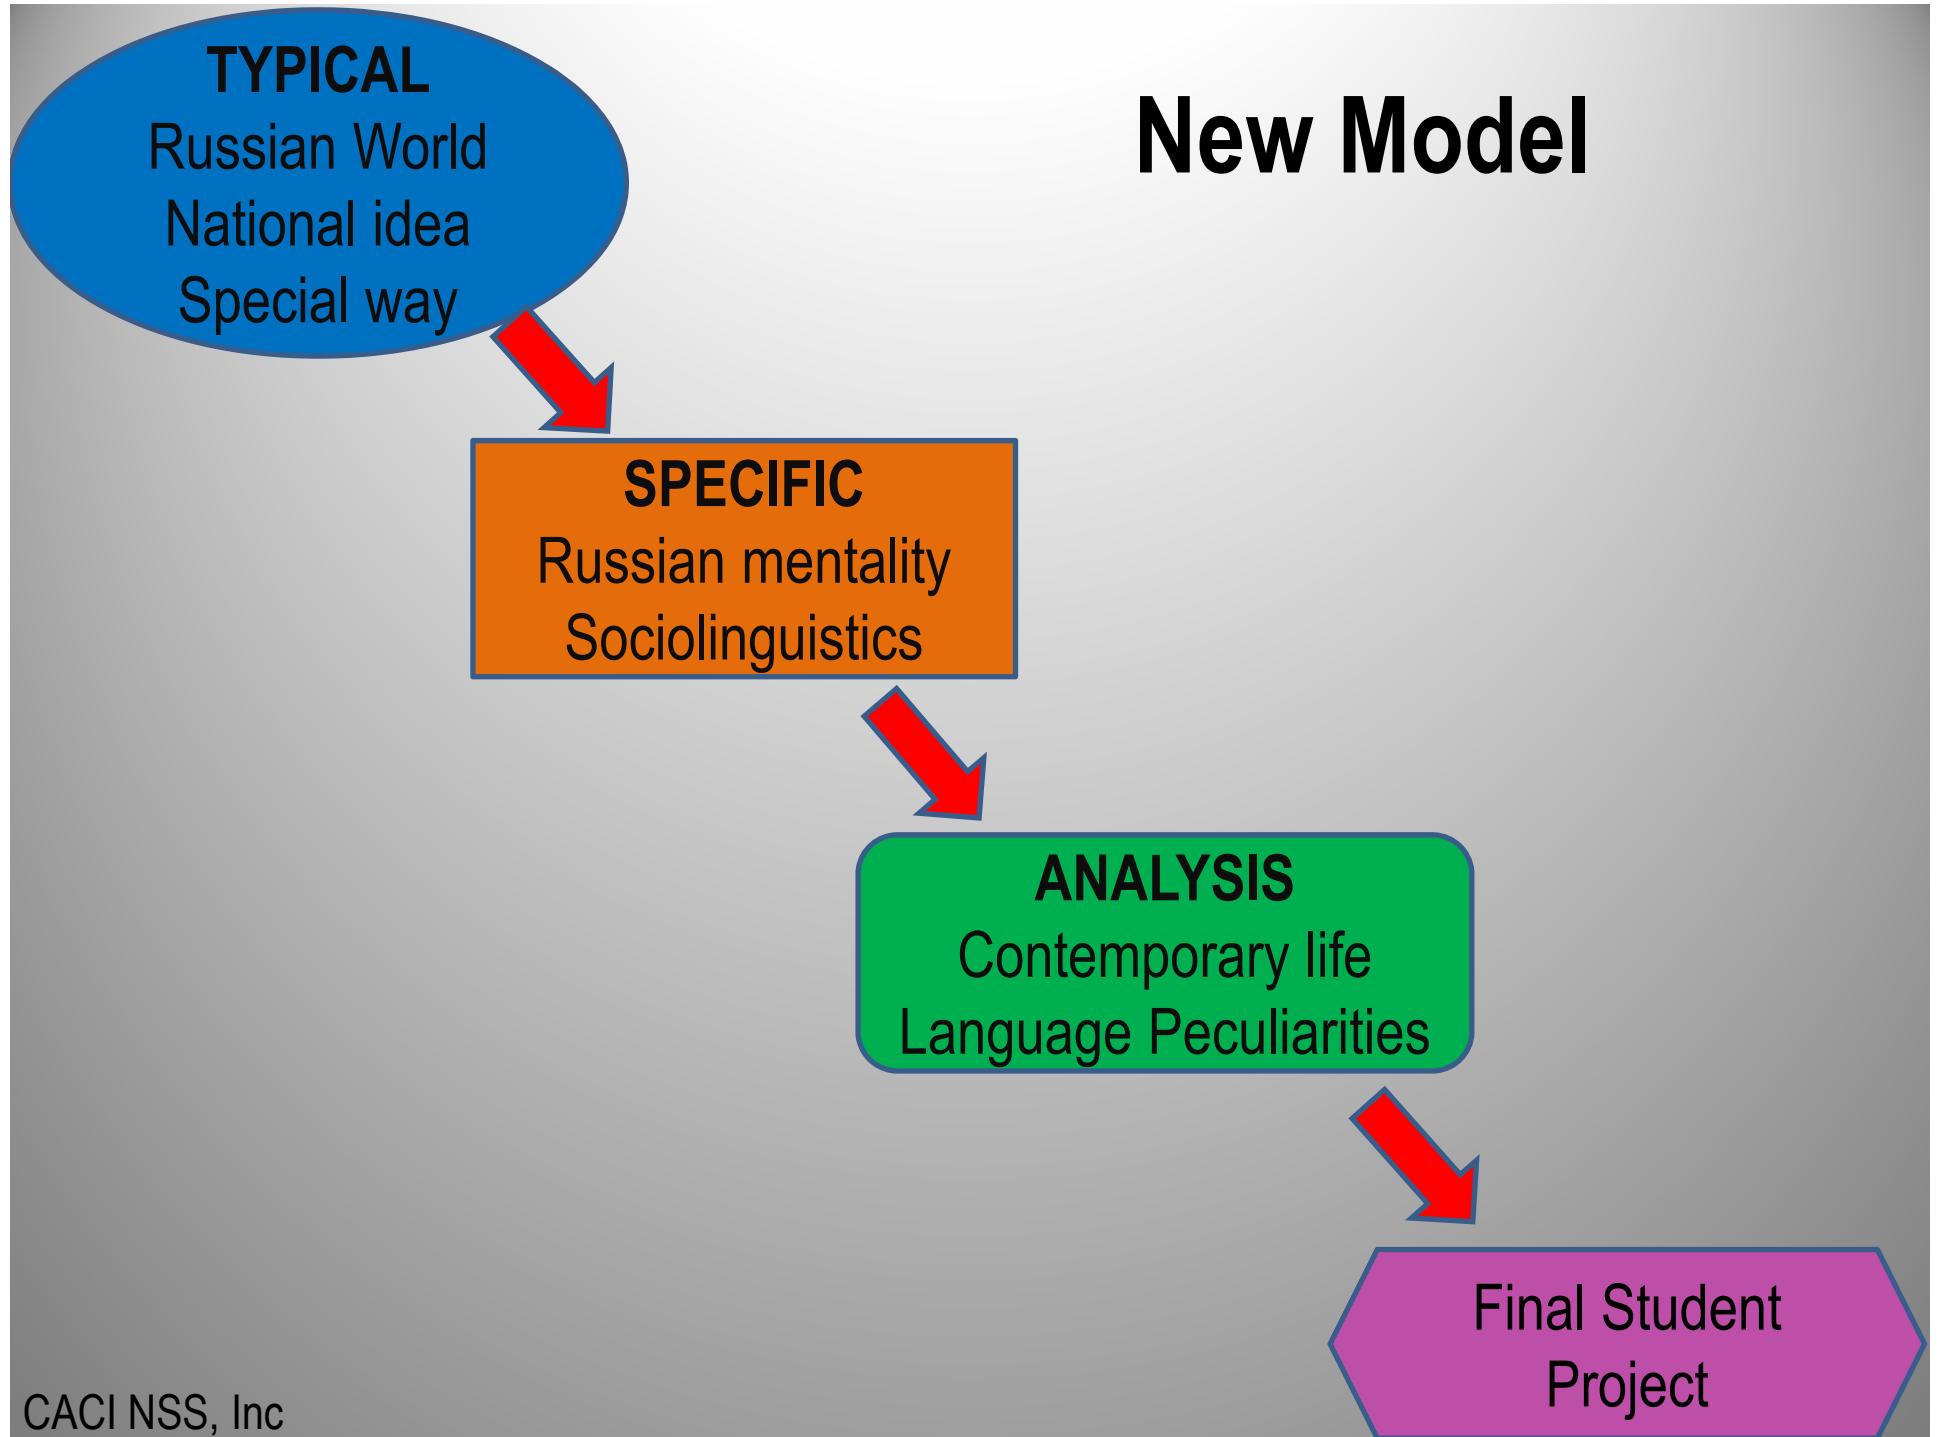 TYPICAL
Russian World
National idea
Special way
New Model
SPECIFIC
Russian mentality
Sociolinguistics
ANALYSIS
Contemporary life
Language Peculiarities
Final Student
Project
CACI NSS, Inc